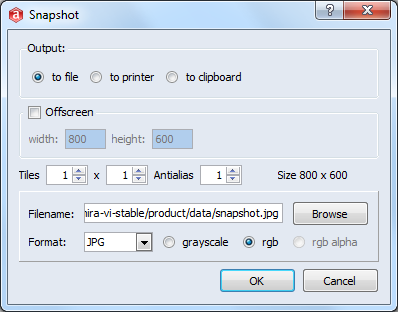 Snapshot
Output:
to file to printer to clipboard
Offscreen
width: 800 height: 600
Tiles 1 x 1 Antialias 1 Size 800 x 600
Filename: nira-vi-stable/product/data/snapshot.jpg Browse
Format: JPG grayscale rgb rgb alpha
OK Cancel